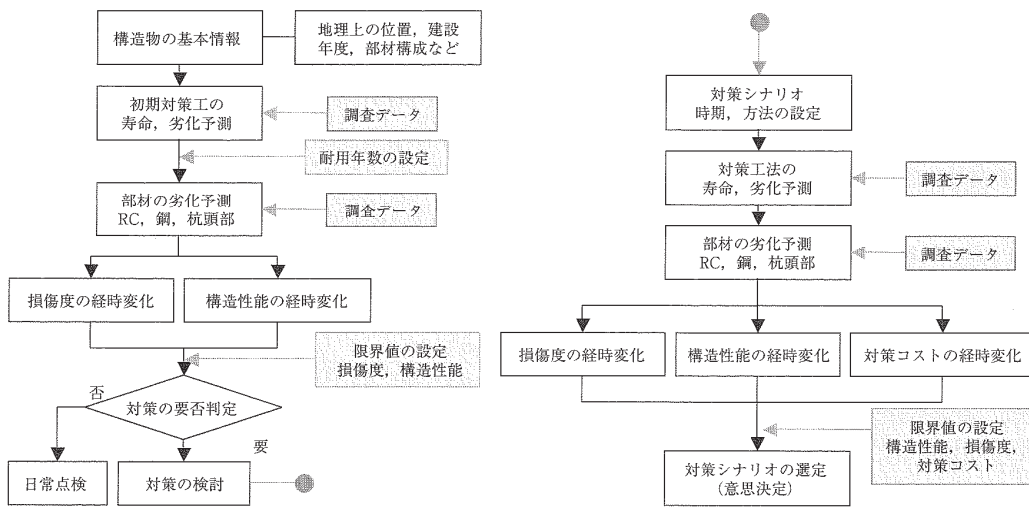 構造物の基本情報
地理上の位置，建設
年度，部材構成など
初期対策工の
寿命，劣化予測
調査データ
耐用年数の設定
部材の劣化予測
RC，鋼，杭頭部
調査データ
損傷度の経時変化
構造性能の経時変化
限界値の設定
損傷度，構造性能
否
対策の要否判定
要
日常点検
対策の検討
対策シナリオ
時期，方法の設定
対策工法の
寿命，劣化予測
調査データ
部材の劣化予測
RC，鋼，杭頭部
調査データ
損傷度の経時変化
構造性能の経時変化
対策コストの経時変化
限界値の設定
構造性能，損傷度，
対策コスト
対策シナリオの選定
(意思決定)